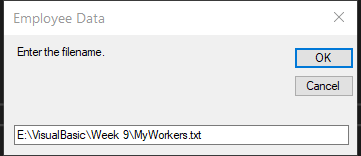 Employee Data
Enter the filename.
OK
Cancel
E:\VisualBasic\Week 9\MyWorkers.txt